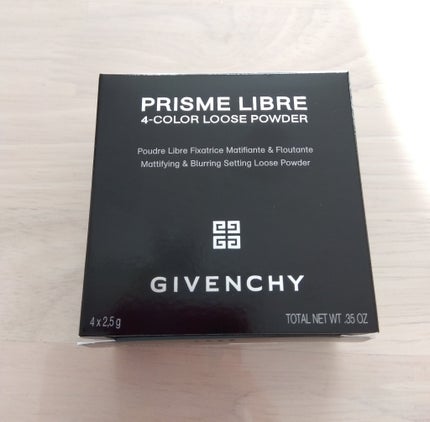 PRISME LIBRE
4-COLOR LOOSE POWDER
Poudre Libre Fixatrice Matifiante & Floutante
Mattifying & Blurring Setting Loose Powder
GIVENCHY
4 x 2,5 g TOTAL NET WT .35 OZ